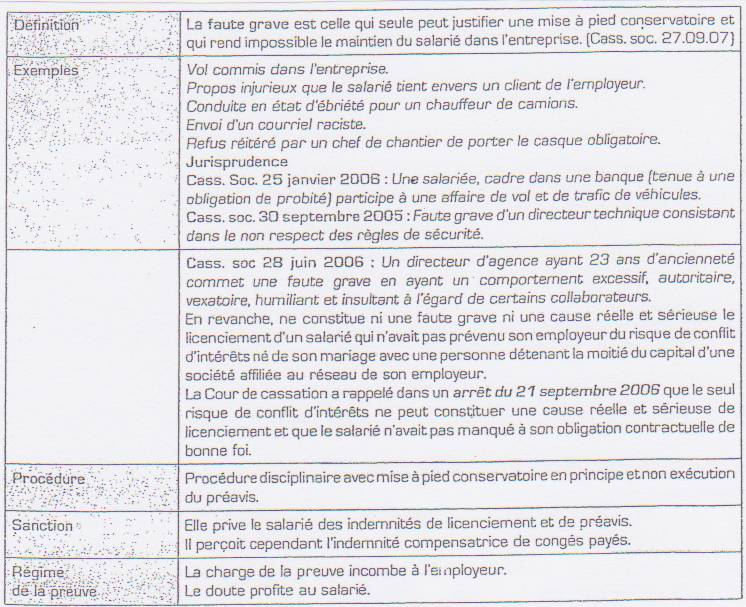 Définition
La faute grave est celle qui seule peut justifier une mise à pied conservatoire et
qui rend impossible le maintien du salarié dans l'entreprise. (Cass. soc. 27.09.07)
Exemples
Vol commis dans l'entreprise.
Propos injurieux que le salarié tient envers un client de l'employeur.
Conduite en état d'ébriété pour un chauffeur de camions.
Envoi d'un courriel raciste.
Refus réitéré par un chef de chantier de porter le casque obligatoire.
Jurisprudence
Cass. Soc. 25 janvier 2006 : Une salariée, cadre dans une banque (tenue à une
obligation de probité) participe à une affaire de vol et de trafic de véhicules.
Cass. soc. 30 septembre 2005 : Faute grave d'un directeur technique consistant
dans le non respect des règles de sécurité.
Cass. soc 28 juin 2006 : Un directeur d'agence ayant 23 ans d'ancienneté
commet une faute grave en ayant un comportement excessif, autoritaire,
vexatoire, humiliant et insultant à l'égard de certains collaborateurs.
En revanche, ne constitue ni une faute grave ni une cause réelle et sérieuse le
licenciement d'un salarié qui n'avait pas prévenu son employeur du risque de conflit
d'intérêts né de son mariage avec une personne détenant la moitié du capital d'une
société affiliée au réseau de son employeur.
La Cour de cassation a rappelé dans un arrêt du 21 septembre 2006 que le seul
risque de conflit d'intérêts ne peut constituer une cause réelle et sérieuse de
licenciement et que le salarié n'avait pas manqué à son obligation contractuelle de
bonne foi.
Procédure
Procédure disciplinaire avec mise à pied conservatoire en principe et non exécution
du préavis.
Sanction
Elle prive le salarié des indemnités de licenciement et de préavis.
Il perçoit cependant l'indemnité compensatrice de congés payés.
Régime
de la preuve
La charge de la preuve incombe à l'employeur.
Le doute profite au salarié.